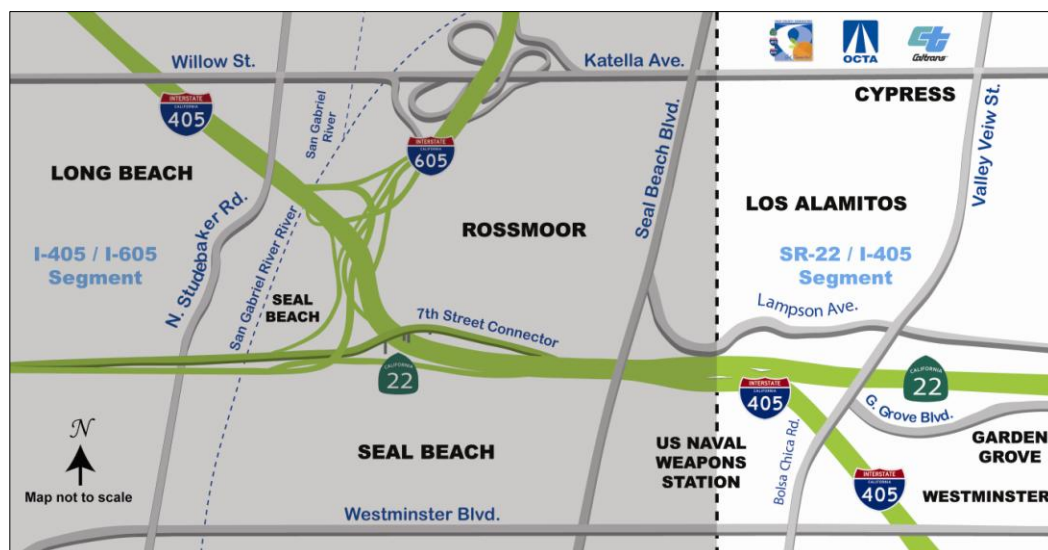 Willow St.
Katella Ave.
OCTA
Caltrans
CYPRESS
INTERSTATE
CALIFORNIA
405
San Gabriel
River
INTERSTATE
CALIFORNIA
605
Seal Beach Blvd.
Valley Veiw St.
LONG BEACH
N. Studebaker Rd.
ROSSMOOR
LOS ALAMITOS
I-405 / I-605
Segment
San Gabriel River River
SR-22 / I-405
Segment
SEAL
BEACH
7th Street Connector
Lampson Ave.
CALIFORNIA
22
INTERSTATE
CALIFORNIA
405
CALIFORNIA
22
G. Grove Blvd.
N
Map not to scale
SEAL BEACH
US NAVAL
WEAPONS
STATION
Bolsa Chica Rd.
GARDEN
GROVE
INTERSTATE
CALIFORNIA
405
WESTMINSTER
Westminster Blvd.